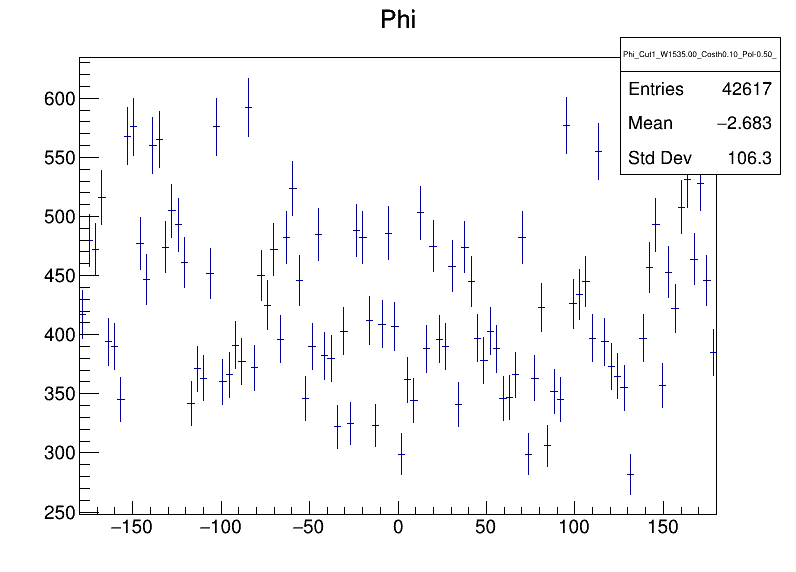 Phi
Phi_Cut1_W1535.00_Costh0.10_Pol-0.50_
Entries 42617
Mean −2.683
Std Dev 106.3
600
550
500
450
400
350
300
250
−150 −100 −50 0 50 100 150